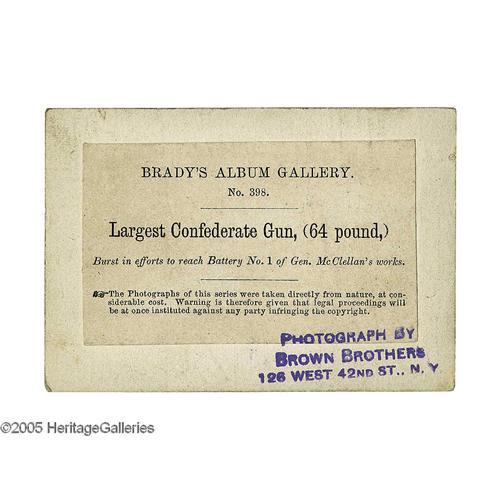 BRADY'S ALBUM GALLERY.
No. 398.
Largest Confederate Gun, (64 pound,)
Burst in efforts to reach Battery No. 1 of Gen. McClellan's works.
☞The Photographs of this series were taken directly from nature, at con-
siderable cost. Warning is therefore given that legal proceedings will
be at once instituted against any party infringing the copyright.
PHOTOGRAPH BY
BROWN BROTHERS
126 WEST 42ND ST., N, Y
©2005 HeritageGalleries